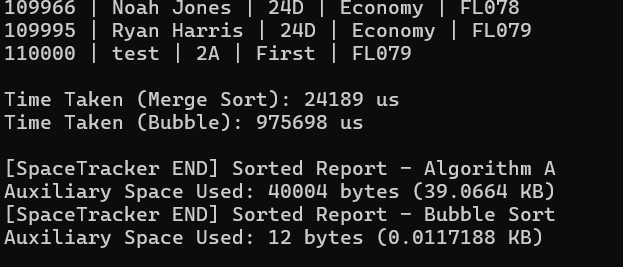 109966 | Noah Jones | 24D | Economy | FL078
109995 | Ryan Harris | 24D | Economy | FL079
110000 | test | 2A | First | FL079
Time Taken (Merge Sort): 24189 us
Time Taken (Bubble): 975698 us
[SpaceTracker END] Sorted Report - Algorithm A
Auxiliary Space Used: 40004 bytes (39.0664 KB)
[SpaceTracker END] Sorted Report - Bubble Sort
Auxiliary Space Used: 12 bytes (0.0117188 KB)